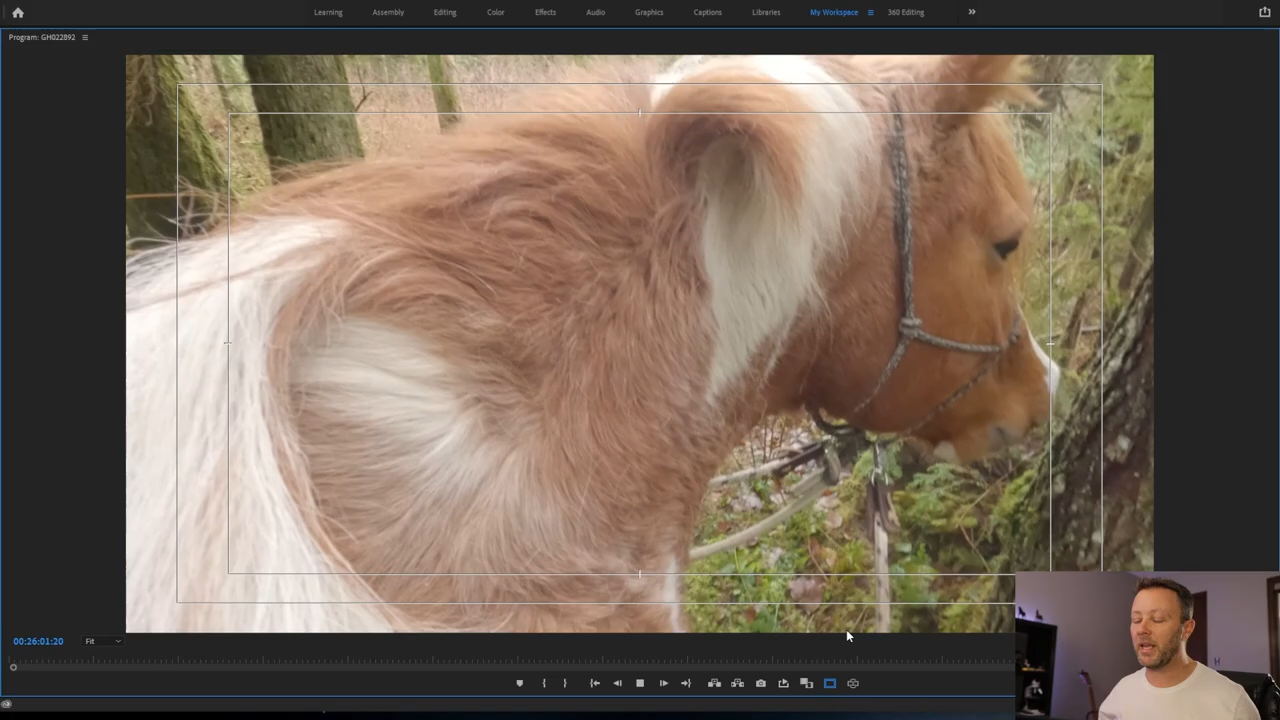 Learning Assembly Editing Color Effects Audio Graphics Captions Libraries My Workspace 360 Editing
Program: GH022892
00:26:01:20 Fit